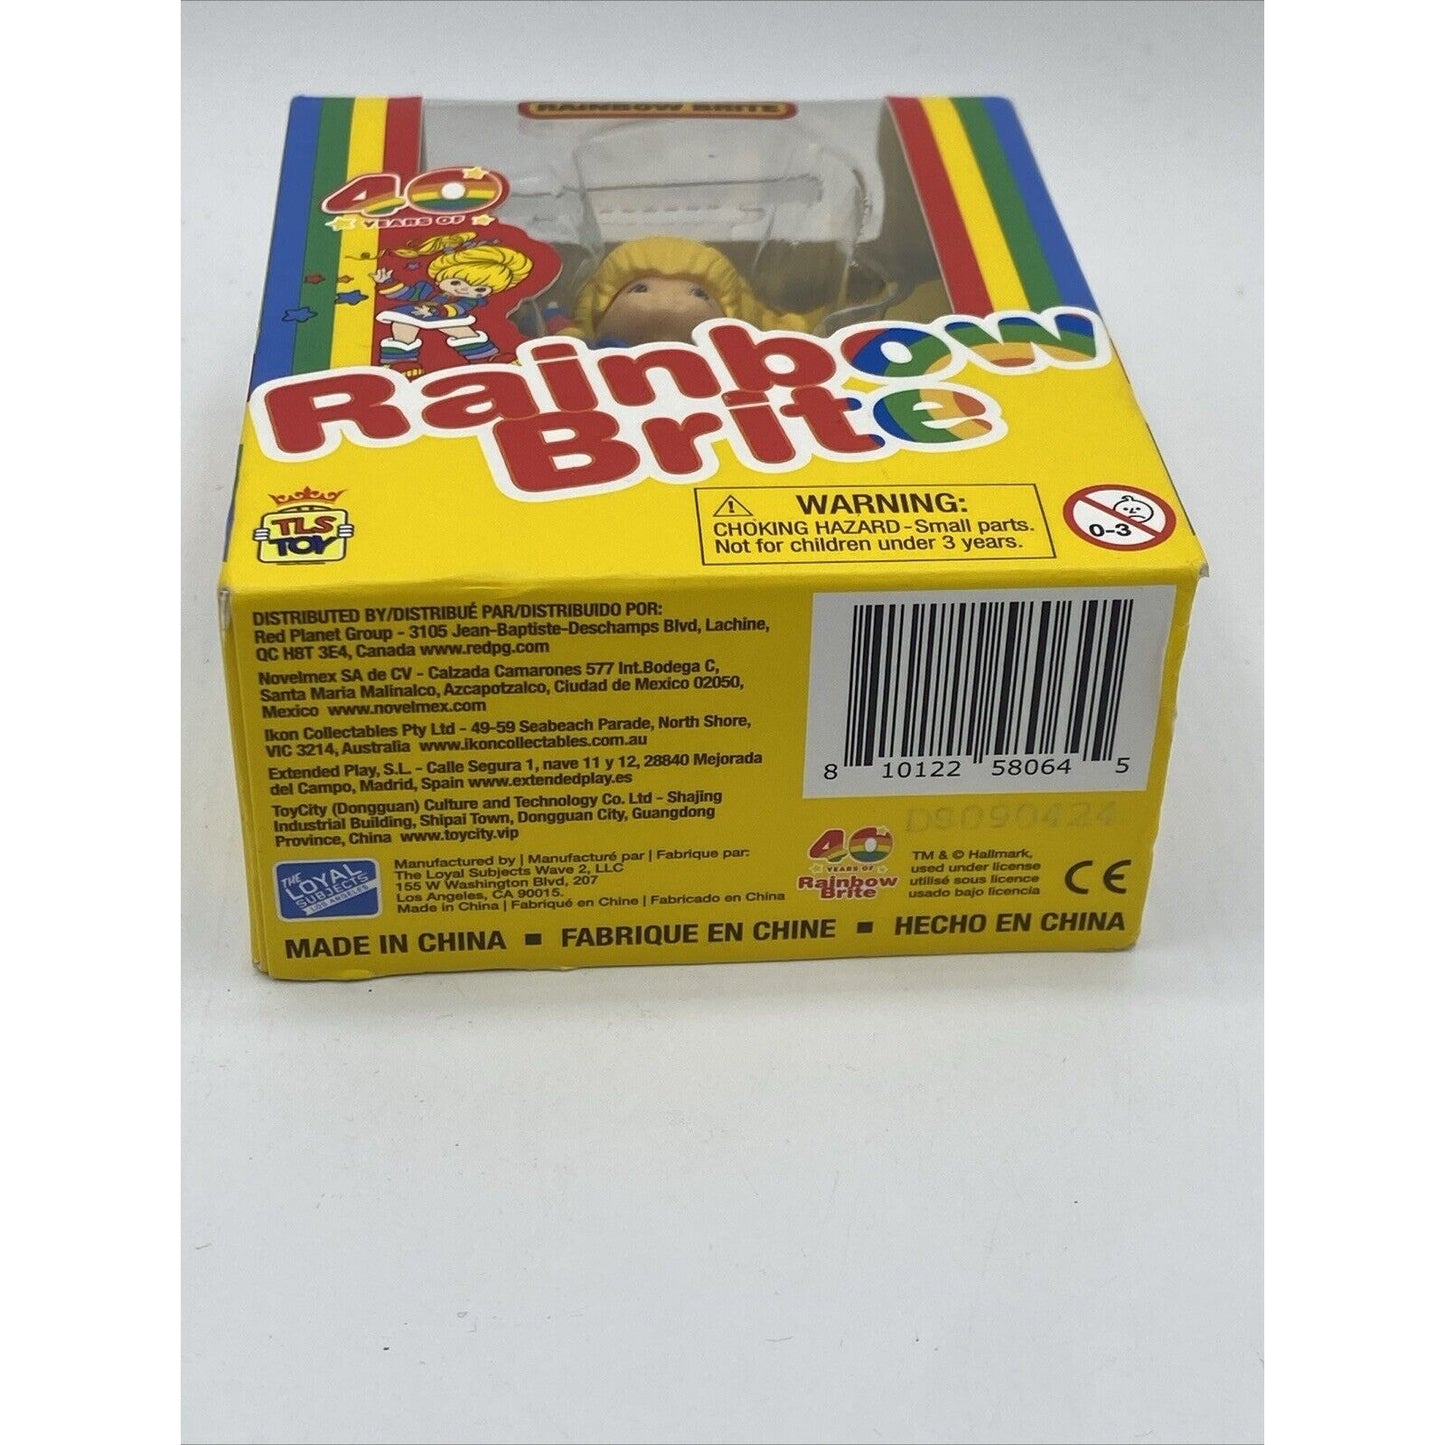 RAINBOW BRITE
40
YEARS OF
Rainbow
Brite
TLS
TOY
WARNING:
CHOKING HAZARD - Small parts.
Not for children under 3 years.
0-3
DISTRIBUTED BY/DISTRIBUÉ PAR/DISTRIBUIDO POR:
Red Planet Group - 3105 Jean-Baptiste-Deschamps Blvd, Lachine,
QC H8T 3E4, Canada www.redpg.com
Novelmex SA de CV - Calzada Camarones 577 Int.Bodega C,
Santa Maria Malinalco, Azcapotzalco, Ciudad de Mexico 02050,
Mexico www.novelmex.com
Ikon Collectables Pty Ltd - 49-59 Seabeach Parade, North Shore,
VIC 3214, Australia www.ikoncollectables.com.au
Extended Play, S.L. - Calle Segura 1, nave 11 y 12, 28840 Mejorada
del Campo, Madrid, Spain www.extendedplay.es
ToyCity (Dongguan) Culture and Technology Co. Ltd - Shajing
Industrial Building, Shipai Town, Dongguan City, Guangdong
Province, China www.toycity.vip
8 10122 58064 5
D9090424
THE
LOYAL
SUBJECTS
LOS ANGELES
Manufactured by | Manufacturé par | Fabrique par:
The Loyal Subjects Wave 2, LLC
155 W Washington Blvd, 207
Los Angeles, CA 90015.
Made in China | Fabriqué en Chine | Fabricado en China
40
YEARS OF
Rainbow
Brite
TM & © Hallmark,
used under license
utilisé sous licence
usado bajo licencia
CE
MADE IN CHINA ■ FABRIQUE EN CHINE ■ HECHO EN CHINA